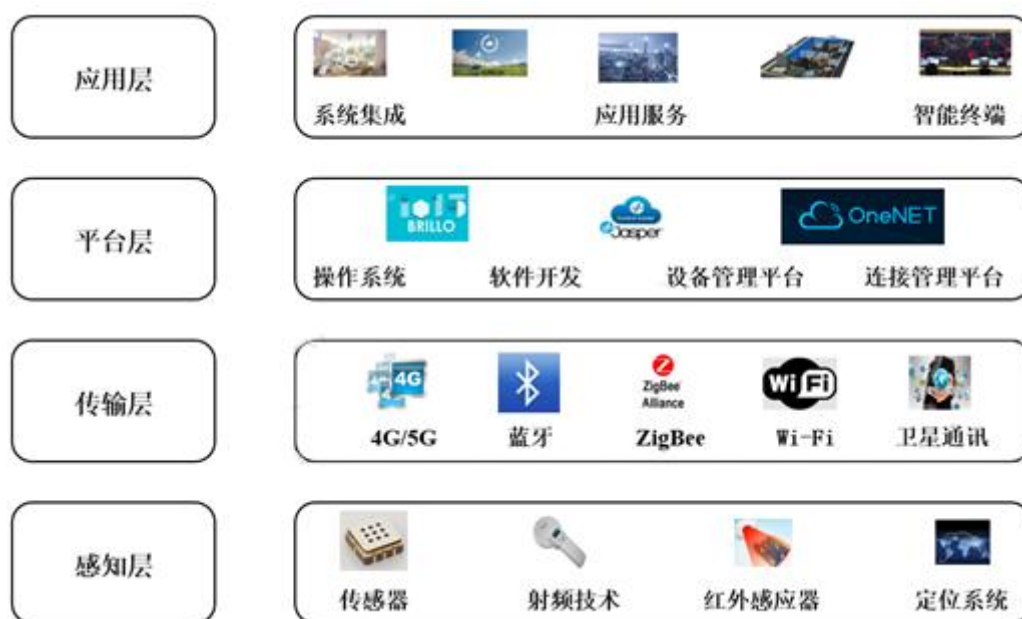 应用层
系统集成
应用服务
智能终端
平台层
BRILLO
Jasper
OneNET
操作系统
软件开发
设备管理平台
连接管理平台
传输层
4G
ZigBee
Alliance
Wi Fi
4G/5G
蓝牙
ZigBee
Wi-Fi
卫星通讯
感知层
传感器
射频技术
红外感应器
定位系统